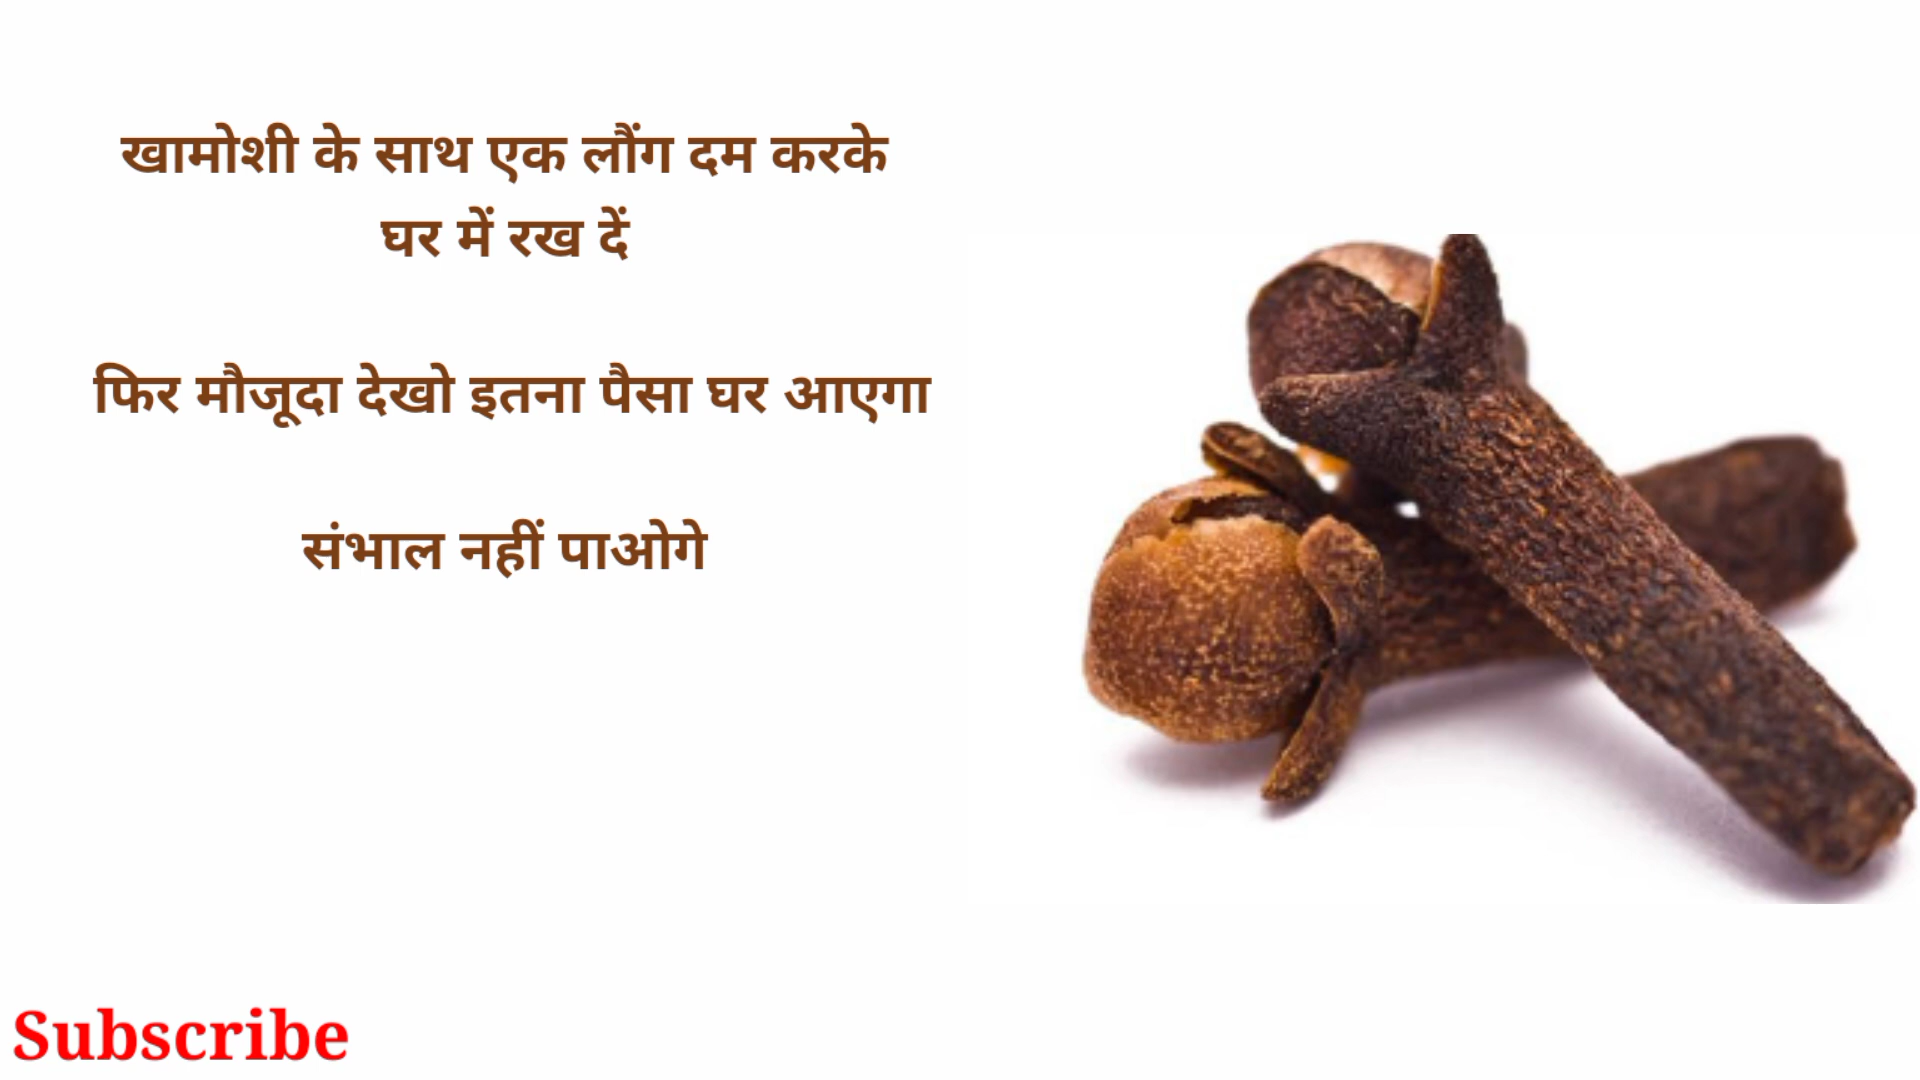 खामोशी के साथ एक लौंग दम करके
घर में रख दें
फिर मौजूदा देखो इतना पैसा घर आएगा
संभाल नहीं पाओगे
Subscribe